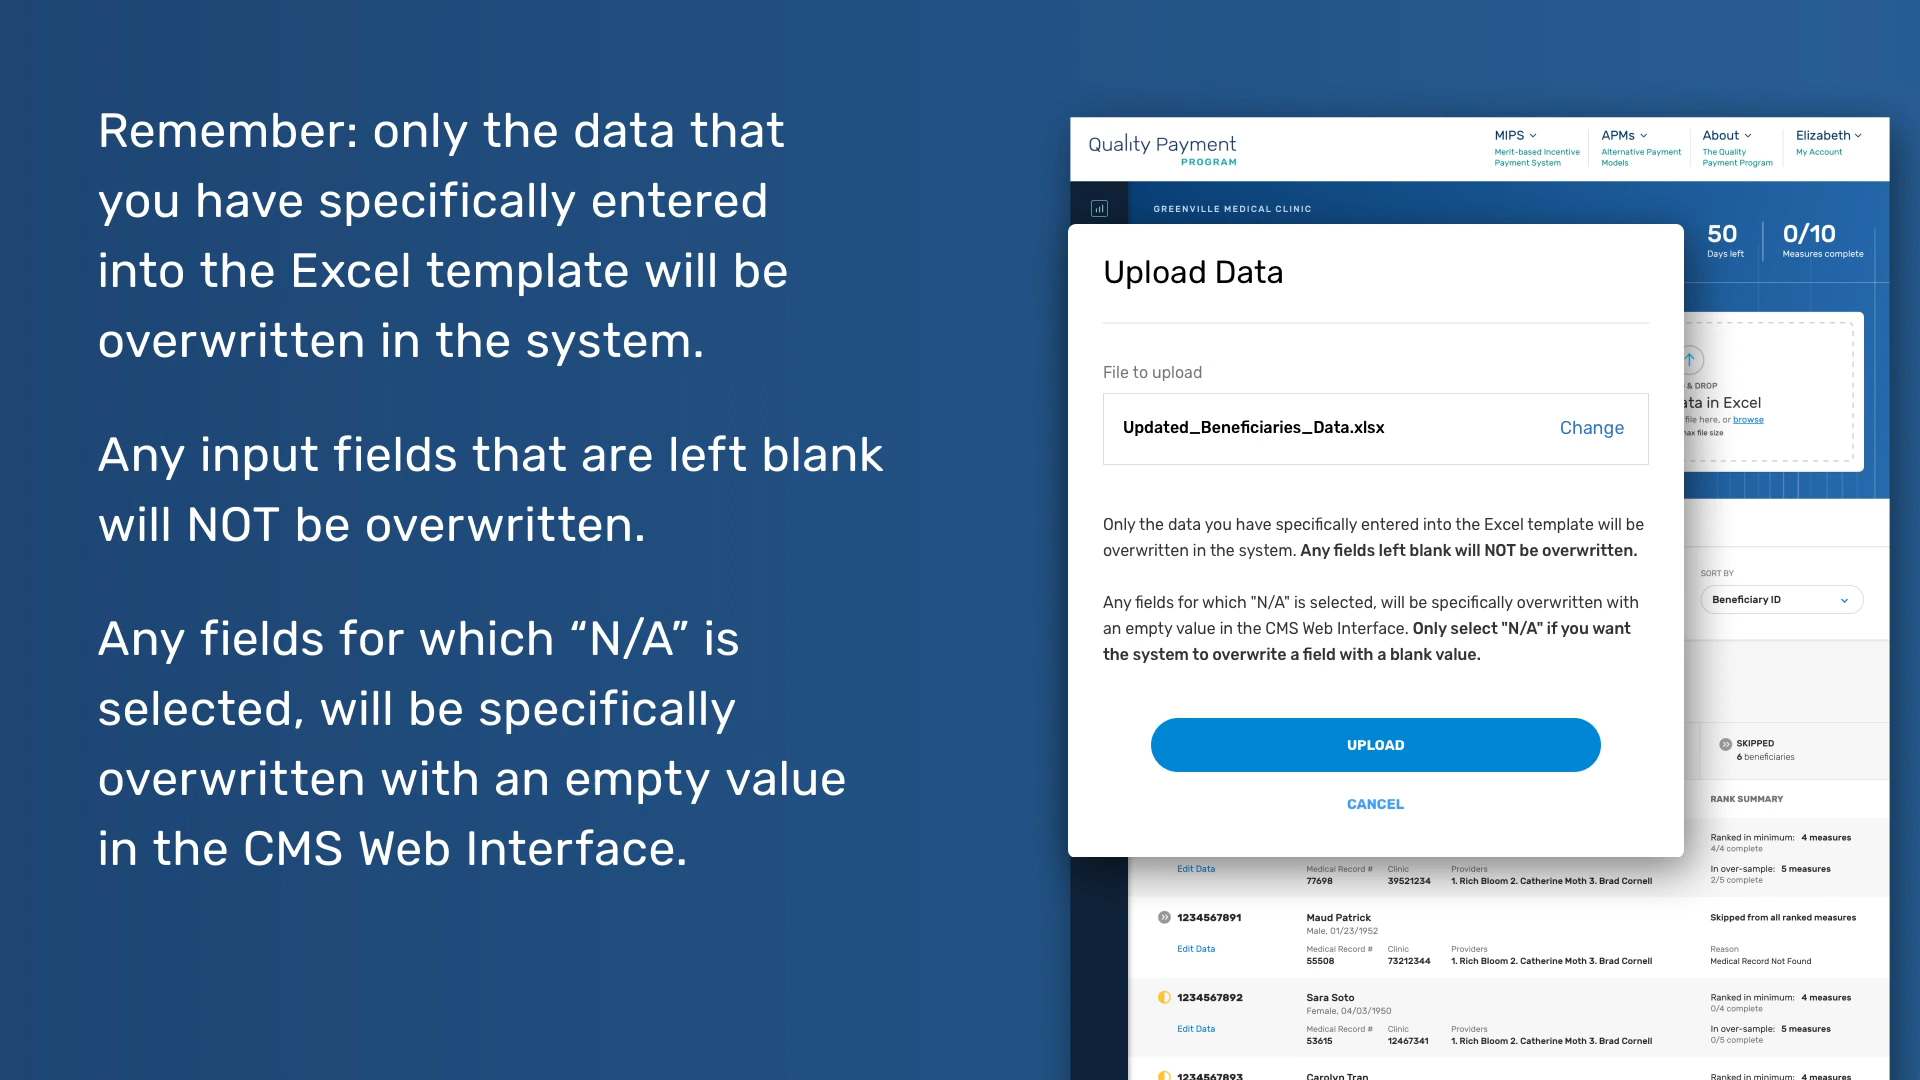 Remember: only the data that
you have specifically entered
into the Excel template will be
overwritten in the system.
Any input fields that are left blank
will NOT be overwritten.
Any fields for which “N/A” is
selected, will be specifically
overwritten with an empty value
in the CMS Web Interface.
Quality Payment
PROGRAM
MIPS
Merit-based Incentive
Payment System
APMs
Alternative Payment
Models
About
The Quality
Payment Program
Elizabeth
My Account
GREENVILLE MEDICAL CLINIC
50
Days left
0/10
Measures complete
Upload Data
File to upload
Updated_Beneficiaries_Data.xlsx
Change
Only the data you have specifically entered into the Excel template will be
overwritten in the system. Any fields left blank will NOT be overwritten.
Any fields for which "N/A" is selected, will be specifically overwritten with
an empty value in the CMS Web Interface. Only select "N/A" if you want
the system to overwrite a field with a blank value.
UPLOAD
CANCEL
& DROP
in Excel
file here, or browse
file size
SORT BY
Beneficiary ID
SKIPPED
6 beneficiaries
RANK SUMMARY
Ranked in minimum: 4 measures
4/4 complete
Edit Data
Medical Record #
77698
Clinic
39521234
Providers
1. Rich Bloom 2. Catherine Moth 3. Brad Cornell
In over-sample: 5 measures
2/5 complete
1234567891
Maud Patrick
Male, 01/23/1952
Skipped from all ranked measures
Edit Data
Medical Record #
55508
Clinic
73212344
Providers
1. Rich Bloom 2. Catherine Moth 3. Brad Cornell
Reason
Medical Record Not Found
1234567892
Sara Soto
Female, 04/03/1950
Ranked in minimum: 4 measures
0/4 complete
Edit Data
Medical Record #
53615
Clinic
12467341
Providers
1. Rich Bloom 2. Catherine Moth 3. Brad Cornell
In over-sample: 5 measures
0/5 complete
1234567893
Carolyn Tran
Ranked in minimum: 4 measures